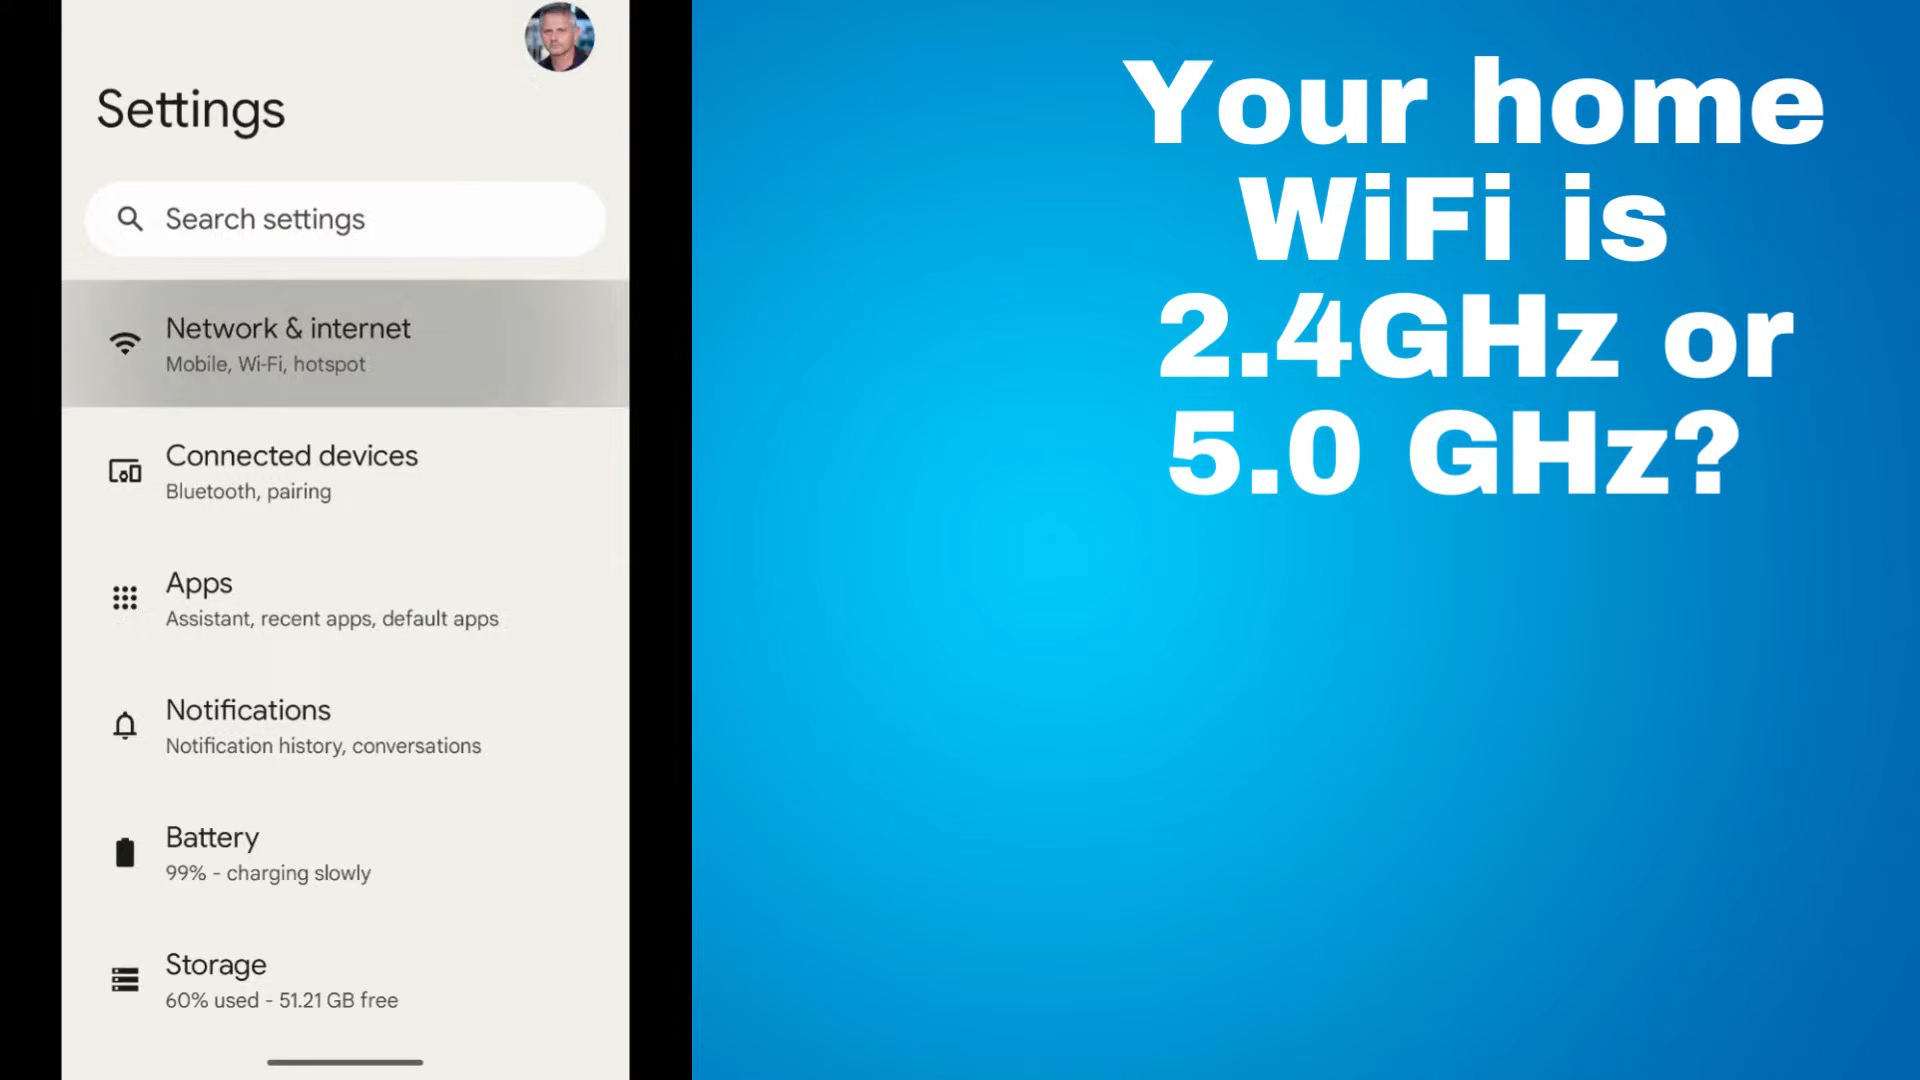 Settings
Search settings
Network & internet
Mobile, Wi-Fi, hotspot
Connected devices
Bluetooth, pairing
Apps
Assistant, recent apps, default apps
Notifications
Notification history, conversations
Battery
99% - charging slowly
Storage
60% used - 51.21 GB free
Your home
WiFi is
2.4GHz or
5.0 GHz?